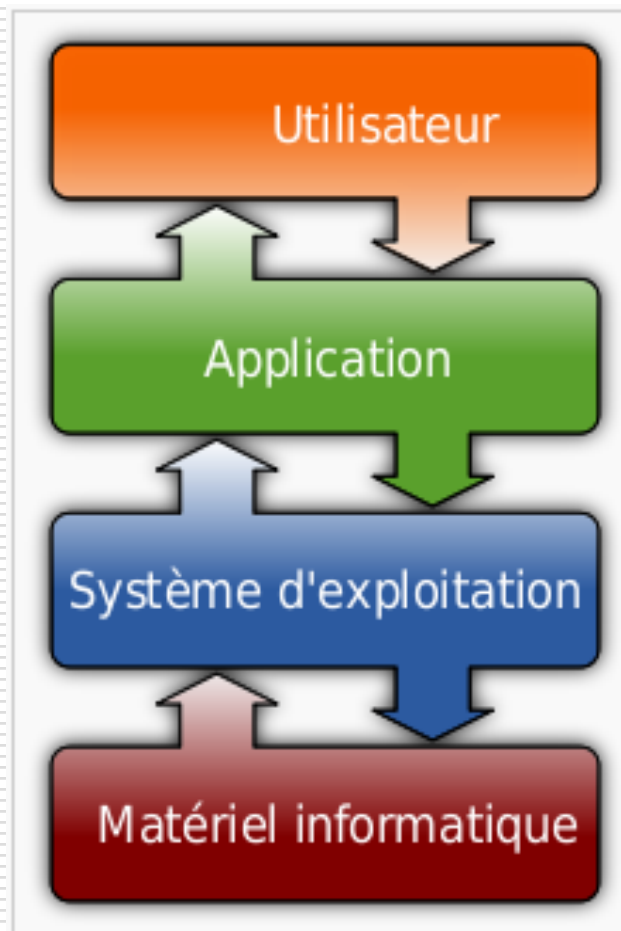 Utilisateur
Application
Système d'exploitation
Matériel informatique